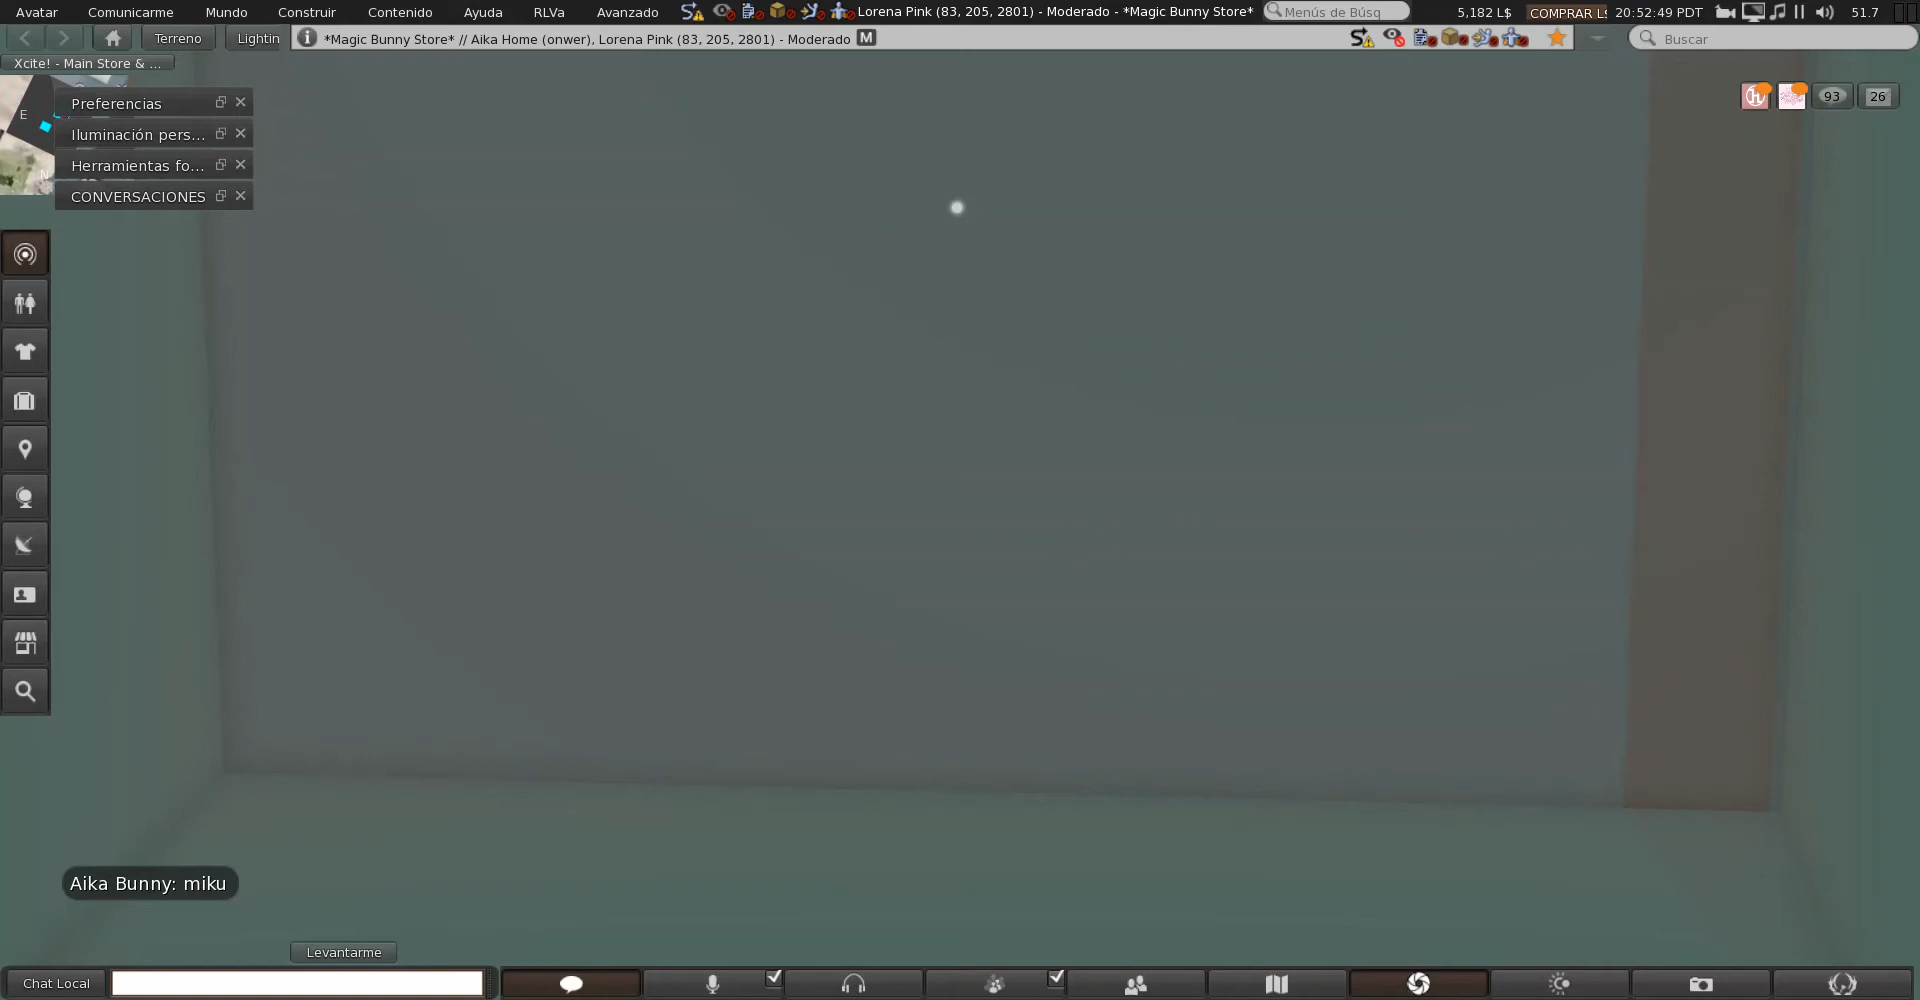 Avatar Comunicarme Mundo Construir Contenido Ayuda RLVa Avanzado Lorena Pink (83, 205, 2801) - Moderado - *Magic Bunny Store* Menús de Búsq 5,182 L$ COMPRAR L$ 20:52:49 PDT 51.7
Terreno Lightin *Magic Bunny Store* // Aika Home (onwer), Lorena Pink (83, 205, 2801) - Moderado M Buscar
Xcite! - Main Store & ...
Preferencias
93 26
E
Iluminación pers...
Herramientas fo...
N
CONVERSACIONES
Aika Bunny: miku
Levantarme
Chat Local